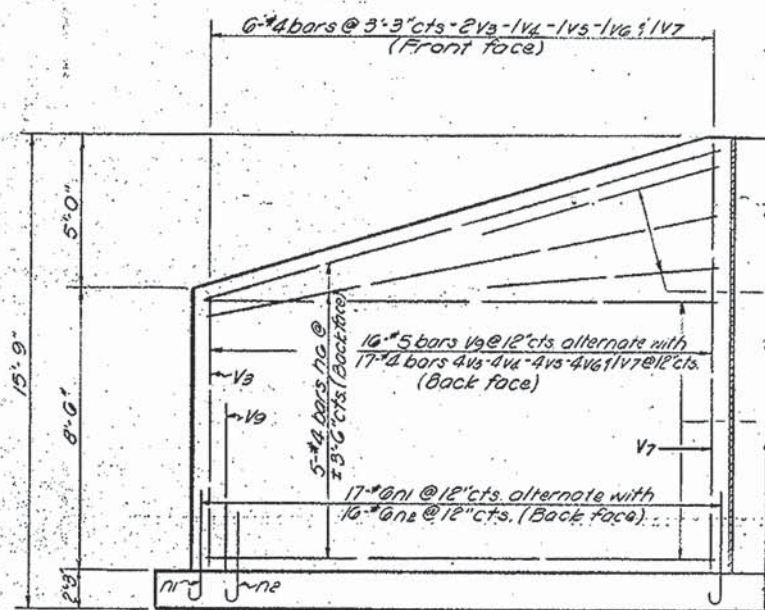 6-#4 bars @ 3'-3" cts - 2V3-1V4-1V5-1V6 & 1V7
(Front face)
5'-0"
15'-9"
8'-6"
2'-3"
16-#5 bars V9 @ 12" cts. alternate with
17-#4 bars 4V3-4V4-4V5-4V6 & 1V7 @ 12" cts.
(Back face)
5-#4 bars h6 @
± 3'-6" cts. (Back face)
V3
V9
V7
17-#6 n1 @ 12" cts. alternate with
16-#6 n2 @ 12" cts. (Back face)
n1
n2